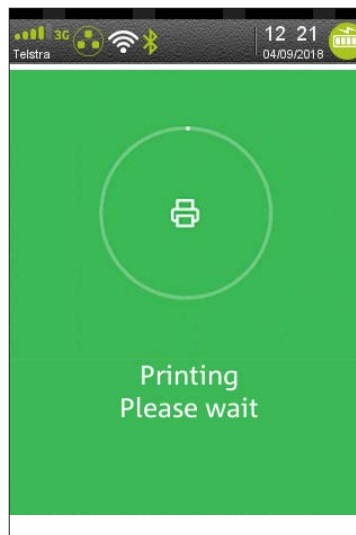 3G
12 21
Telstra
04/09/2018
Printing
Please wait